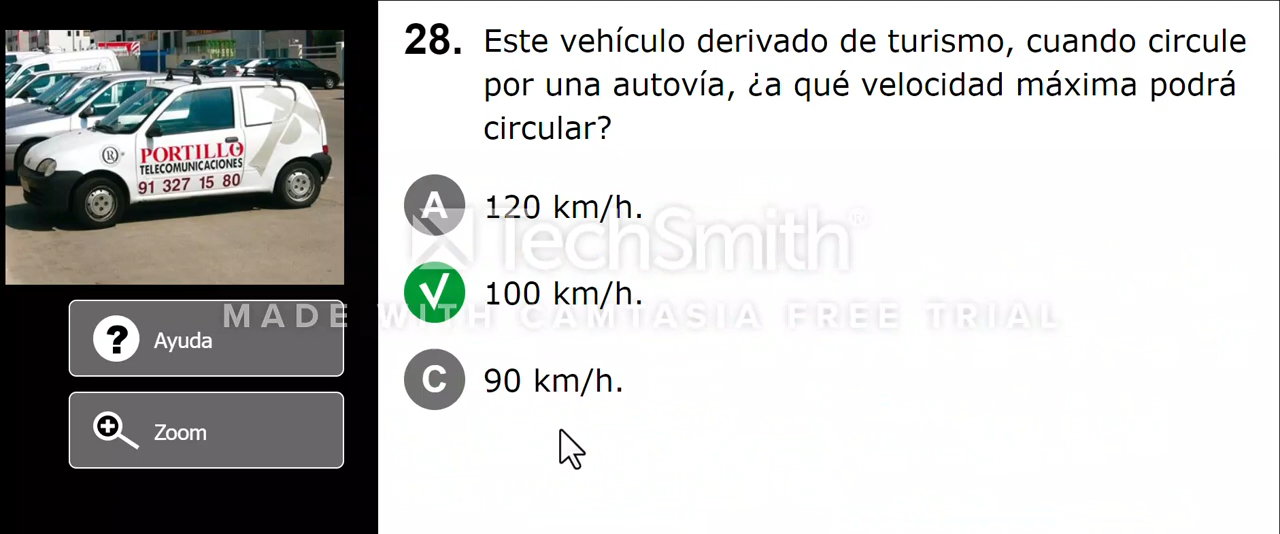 28. Este vehículo derivado de turismo, cuando circule
por una autovía, ¿a qué velocidad máxima podrá
circular?
A 120 km/h.
100 km/h.
C 90 km/h.
PORTILLO
TELECOMUNICACIONES
91 327 15 80
R
? Ayuda
Zoom
TechSmith®
MADE WITH CAMTASIA FREE TRIAL